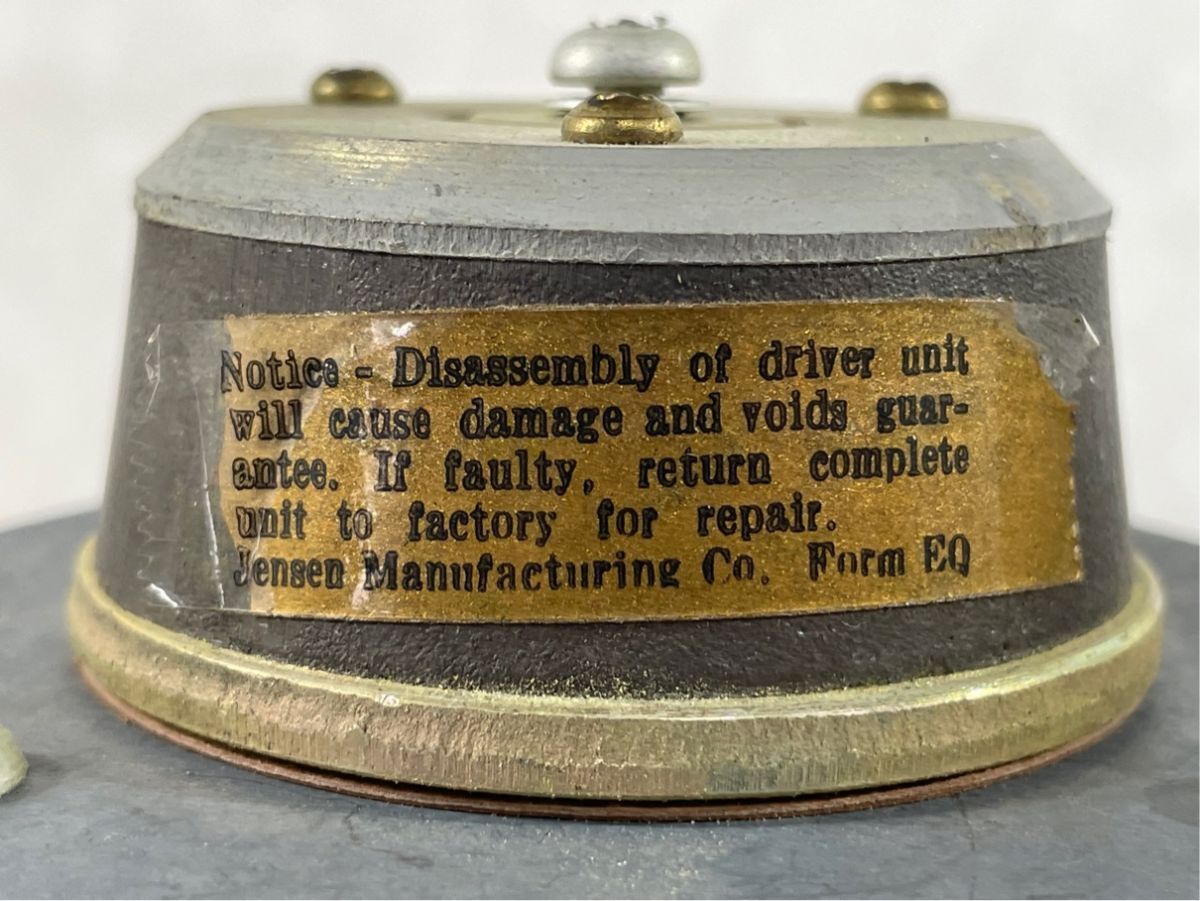 Notice - Disassembly of driver unit
will cause damage and voids guar-
antee. If faulty, return complete
unit to factory for repair.
Jensen Manufacturing Co. Form EQ